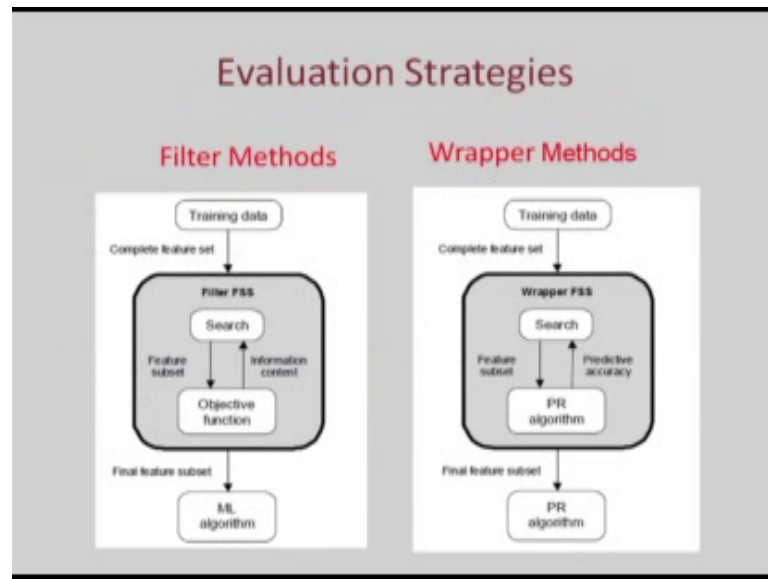 Evaluation Strategies
Filter Methods
Training data
Complete feature set
Filter FSS
Search
Feature
subset
Information
content
Objective
function
Final feature subset
ML
algorithm
Wrapper Methods
Training data
Complete feature set
Wrapper FSS
Search
Feature
subset
Predictive
accuracy
PR
algorithm
Final feature subset
PR
algorithm